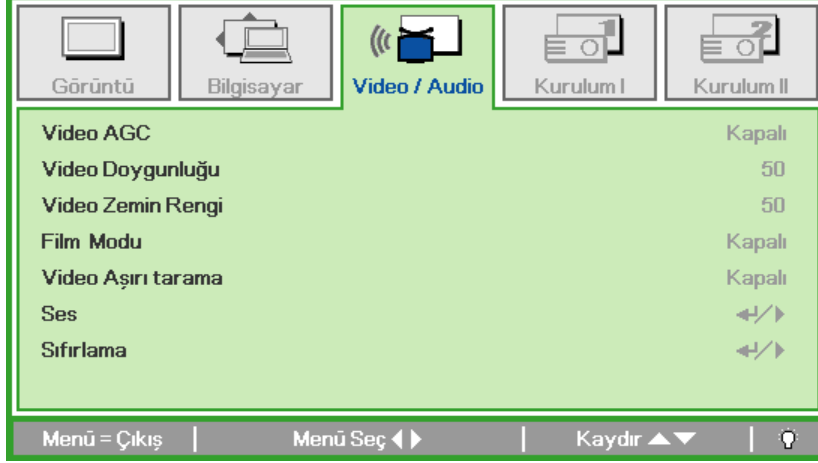 Görüntü Bilgisayar Video / Audio Kurulum I Kurulum II
Video AGC Kapalı
Video Doygunluğu 50
Video Zemin Rengi 50
Film Modu Kapalı
Video Aşırı tarama Kapalı
Ses
Sıfırlama
Menü = Çıkış Menü Seç Kaydır